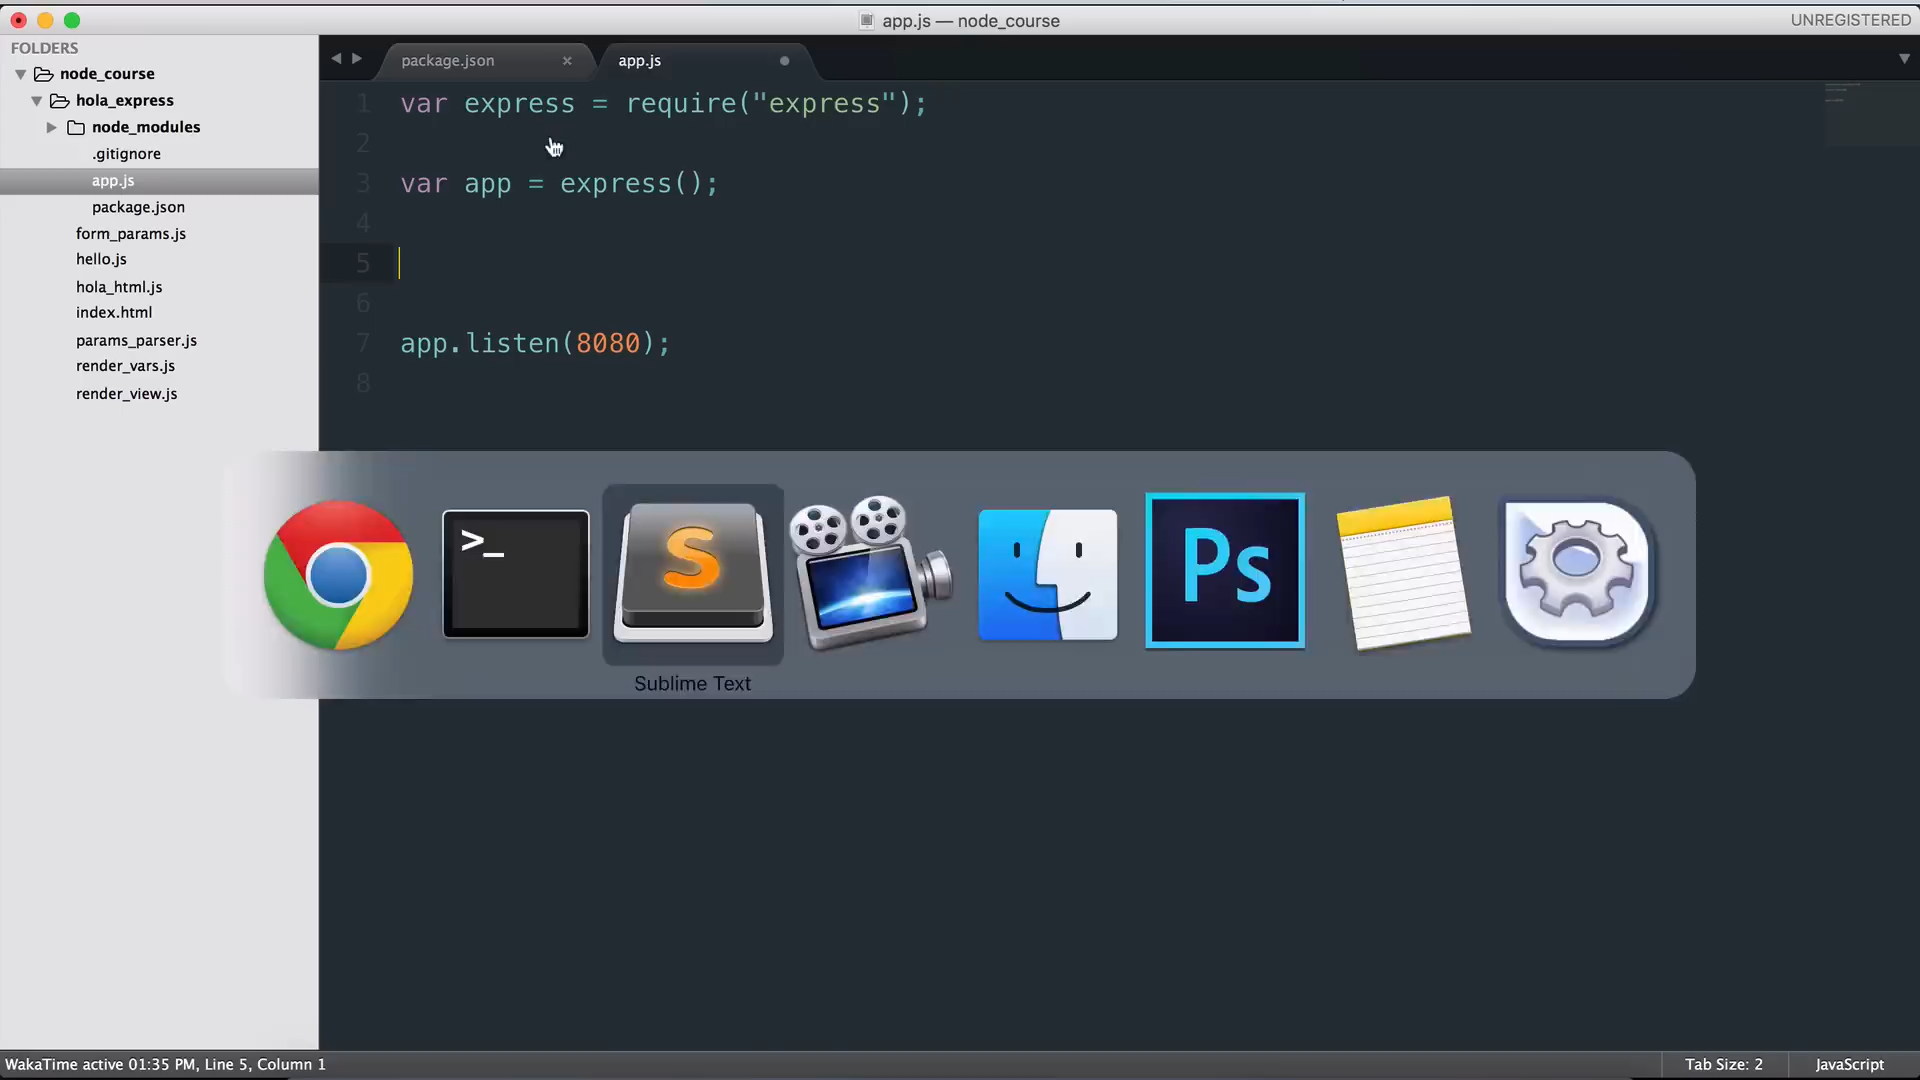 app.js — node_course
UNREGISTERED
FOLDERS
node_course
hola_express
node_modules
.gitignore
app.js
package.json
form_params.js
hello.js
hola_html.js
index.html
params_parser.js
render_vars.js
render_view.js
package.json
app.js
1 var express = require("express");
2
3 var app = express();
4
5
6
7 app.listen(8080);
8
>_
S
Ps
Sublime Text
WakaTime active 01:35 PM, Line 5, Column 1
Tab Size: 2
JavaScript